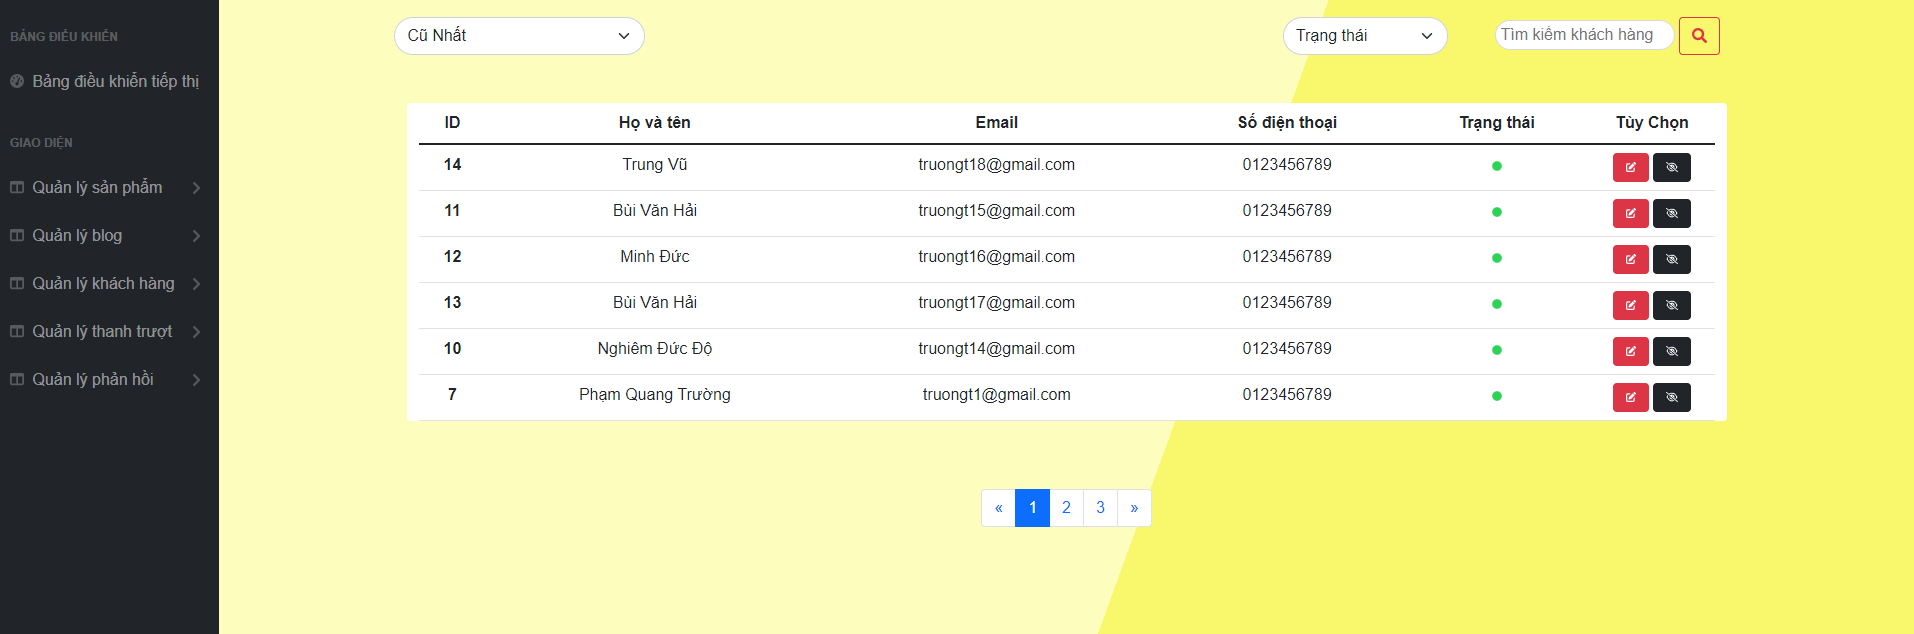 BẢNG ĐIỀU KHIỂN
Bảng điều khiển tiếp thị
GIAO DIỆN
Quản lý sản phẩm
Quản lý blog
Quản lý khách hàng
Quản lý thanh trượt
Quản lý phản hồi
Cũ Nhất
Trạng thái
Tìm kiếm khách hàng
ID Họ và tên Email Số điện thoại Trạng thái Tùy Chọn
14 Trung Vũ truongt18@gmail.com 0123456789
11 Bùi Văn Hải truongt15@gmail.com 0123456789
12 Minh Đức truongt16@gmail.com 0123456789
13 Bùi Văn Hải truongt17@gmail.com 0123456789
10 Nghiêm Đức Độ truongt14@gmail.com 0123456789
7 Phạm Quang Trường truongt1@gmail.com 0123456789
« 1 2 3 »